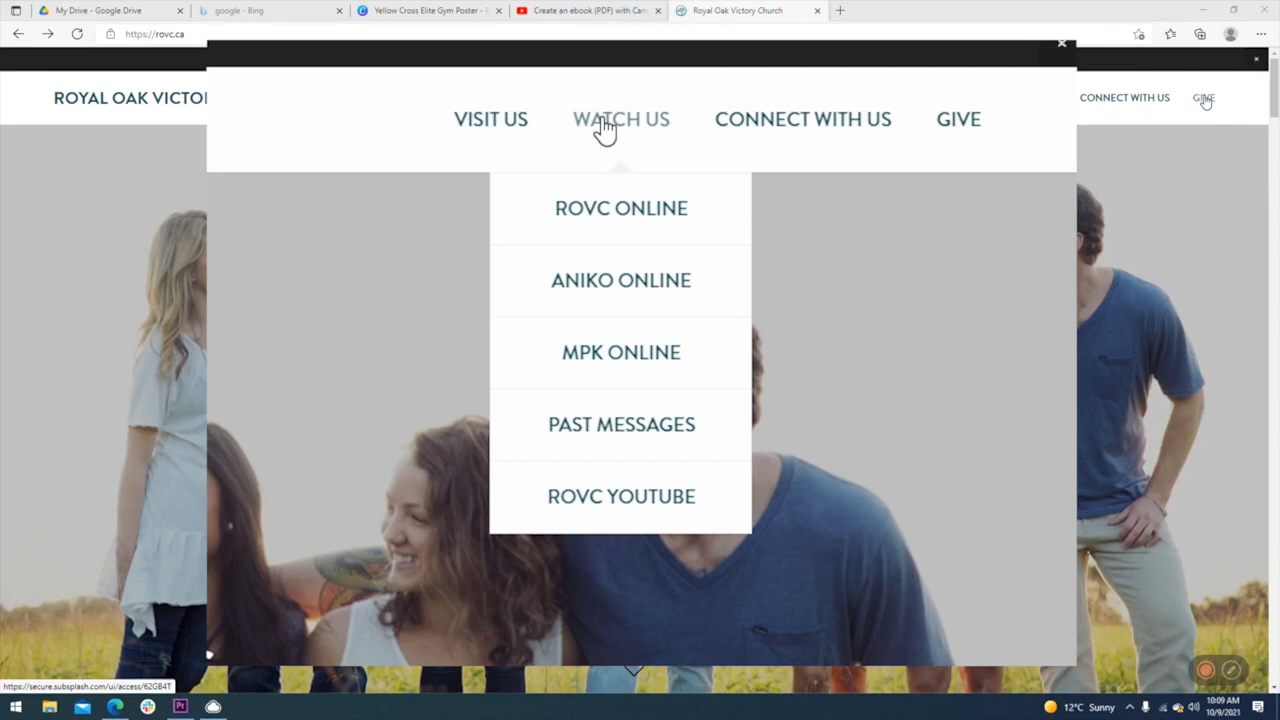 My Drive - Google Drive
google - Bing
Yellow Cross Elite Gym Poster - 
Create an ebook (PDF) with Can
Royal Oak Victory Church
https://rovc.ca
ROYAL OAK VICTO
CONNECT WITH US
GIVE
VISIT US
WATCH US
CONNECT WITH US
GIVE
ROVC ONLINE
ANIKO ONLINE
MPK ONLINE
PAST MESSAGES
ROVC YOUTUBE
https://secure.subsplash.com/ui/access/62GB4T
Pr
12°C Sunny
10:09 AM
10/9/2021